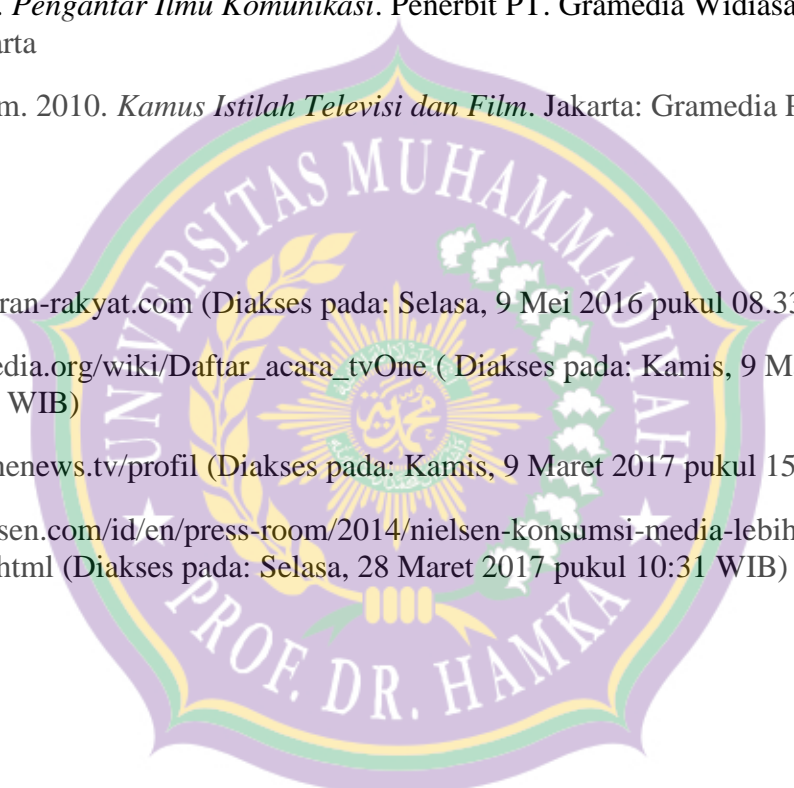 . Pengantar Ilmu Komunikasi. Penerbit PT. Gramedia Widiasa
arta
m. 2010. Kamus Istilah Televisi dan Film. Jakarta: Gramedia P
ran-rakyat.com (Diakses pada: Selasa, 9 Mei 2016 pukul 08.33
edia.org/wiki/Daftar_acara_tvOne ( Diakses pada: Kamis, 9 M
WIB)
enews.tv/profil (Diakses pada: Kamis, 9 Maret 2017 pukul 15
sen.com/id/en/press-room/2014/nielsen-konsumsi-media-lebih
html (Diakses pada: Selasa, 28 Maret 2017 pukul 10:31 WIB)
UNIVERSITAS MUHAMMADIYAH
PROF. DR. HAMKA